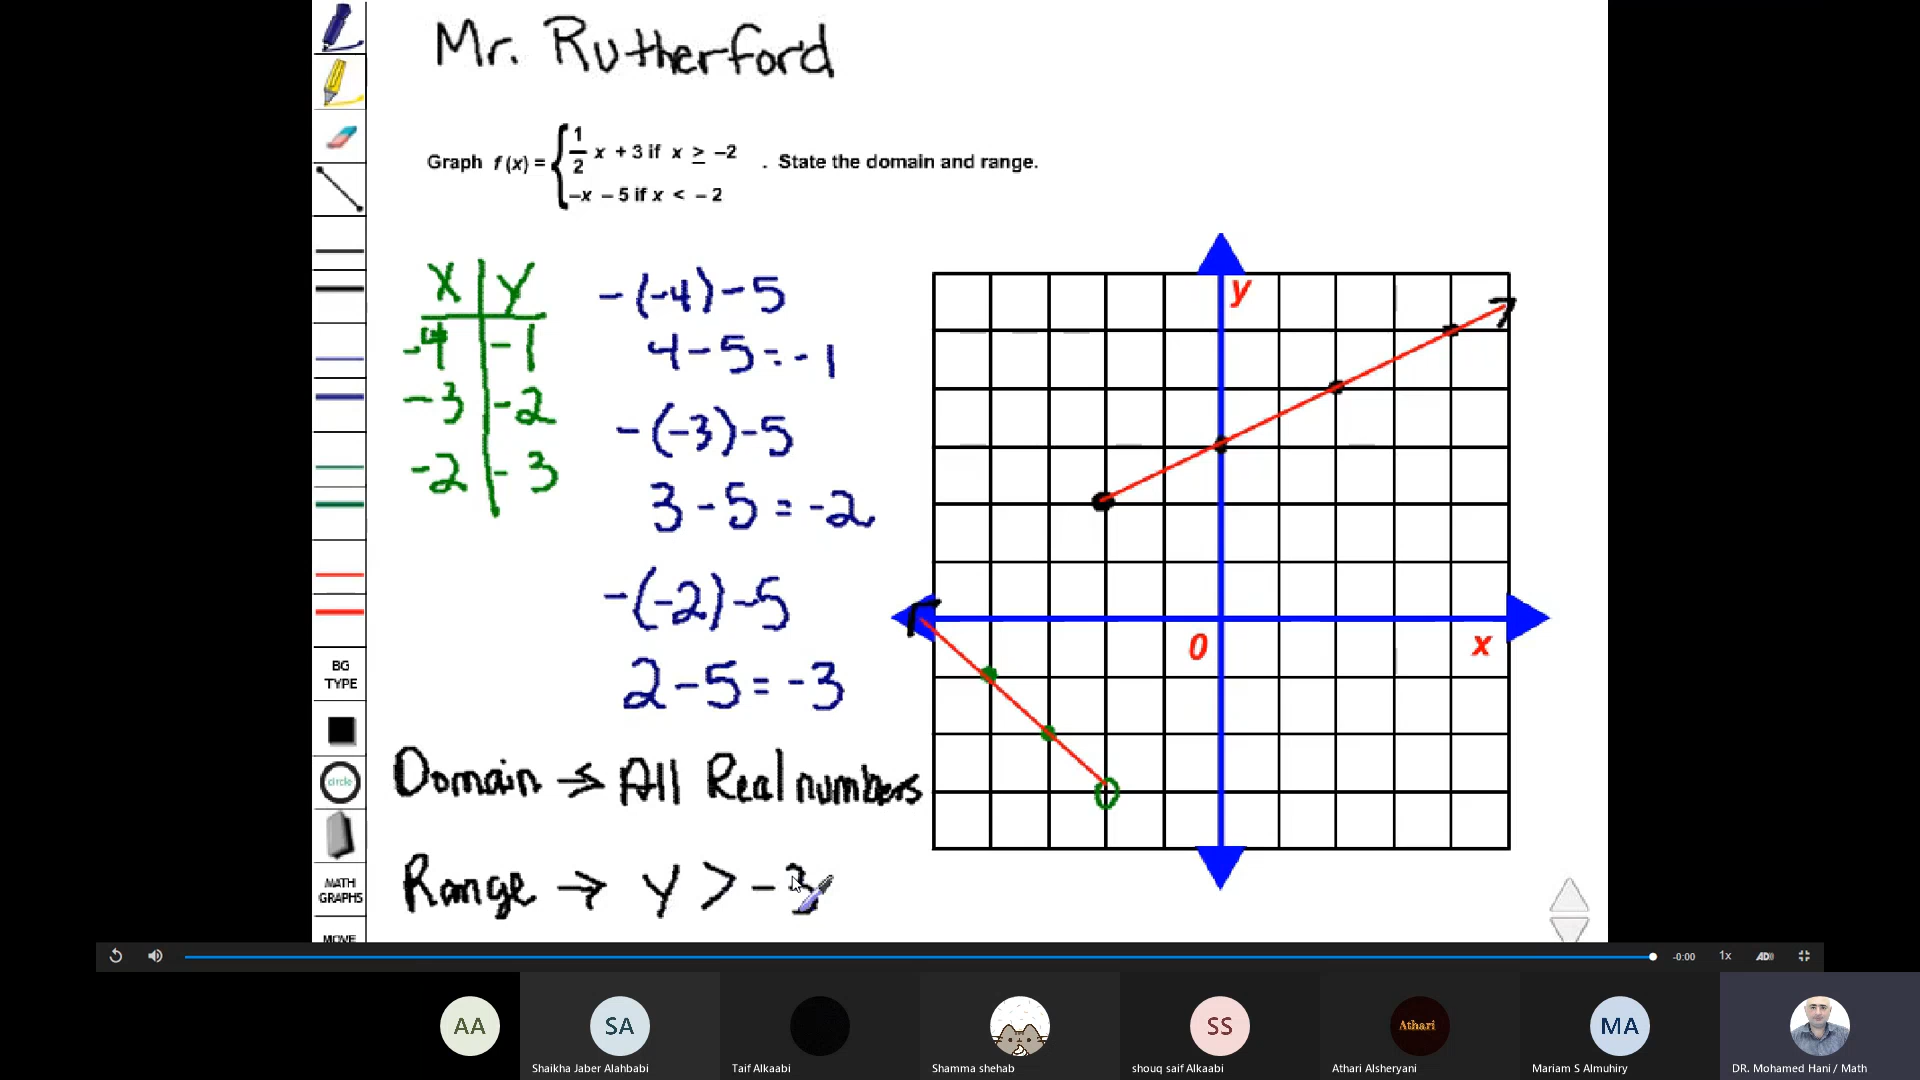 Mr. Rutherford
Graph f(x) = { 1/2 x + 3 if x ≥ −2 . State the domain and range.
−x − 5 if x < − 2
X | Y
-4 | -1
-3 | -2
-2 | -3
-(-4)-5
4-5=-1
-(-3)-5
3-5=-2
-(-2)-5
2-5=-3
Domain → All Real numbers
Range → y > -3
y
0
x
BG
TYPE
circle
MATH
GRAPHS
MOVE
-0:00
1x
AD
AA
SA
Shaikha Jaber Alahbabi
Taif Alkaabi
Shamma shehab
SS
shouq saif Alkaabi
Athari
Athari Alsheryani
MA
Mariam S Almuhiry
DR. Mohamed Hani / Math